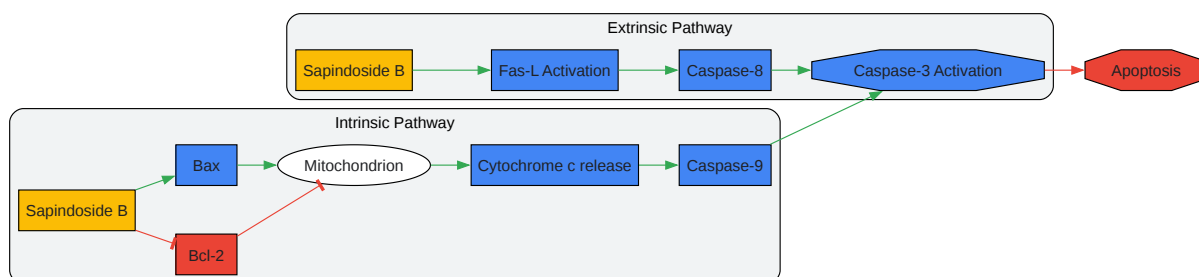 Extrinsic Pathway
Sapindoside B
Fas-L Activation
Caspase-8
Caspase-3 Activation
Apoptosis
Intrinsic Pathway
Bax
Mitochondrion
Cytochrome c release
Caspase-9
Sapindoside B
Bcl-2